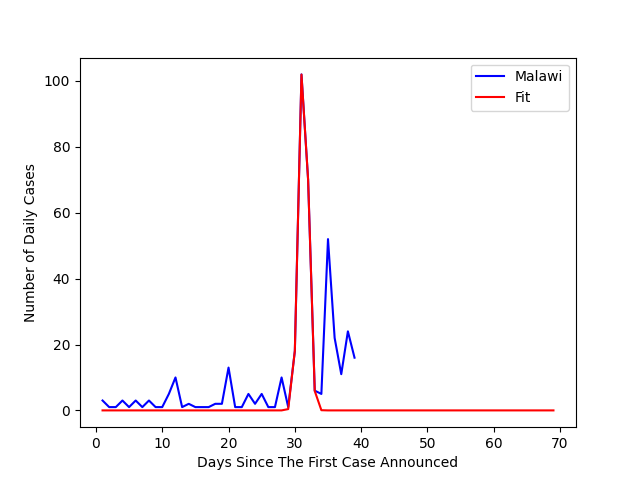 Malawi
Fit
Number of Daily Cases
100
80
60
40
20
0
0 10 20 30 40 50 60 70
Days Since The First Case Announced